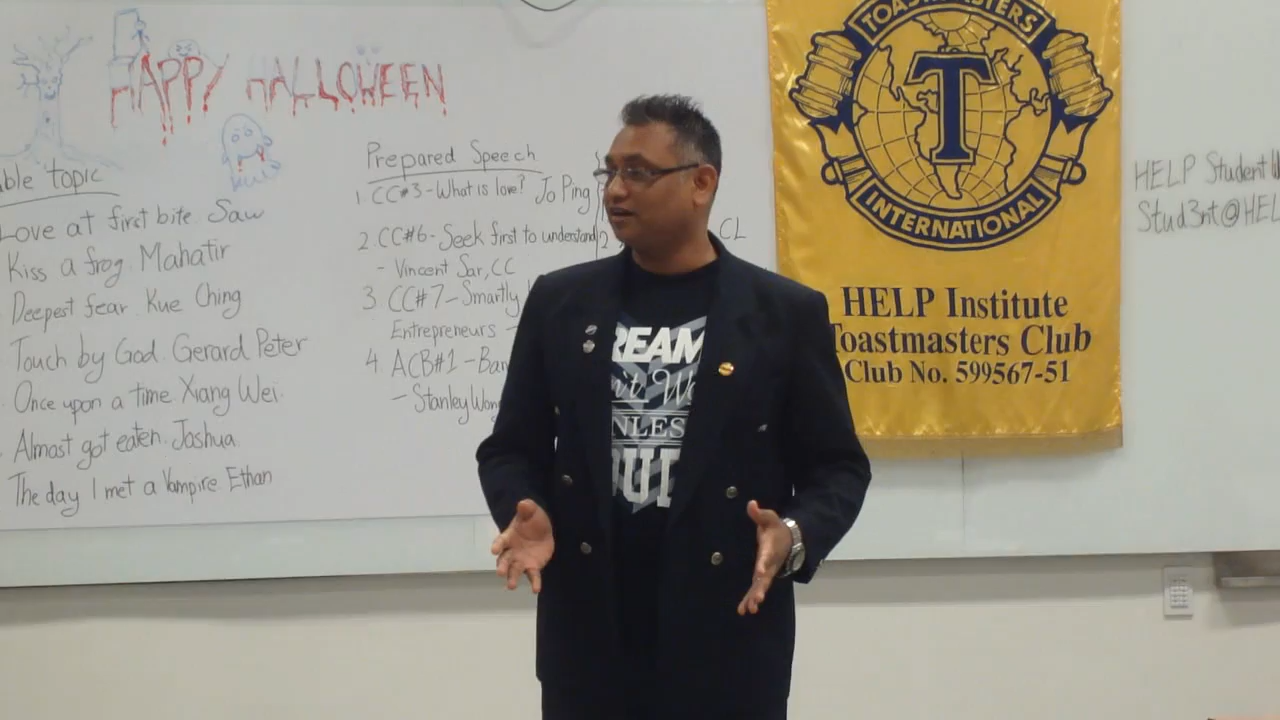 HAPPY HALLOWEEN
topic
Love at first bite Saw
Kiss a frog. Mahatir
Deepest fear. Kue Ching
Touch by God. Gerard Peter
Once upon a time. Xiang Wei.
Almost got eaten. Joshua.
The day I met a Vampire. Ethan
Prepared Speech
1 CC#3-What is love? Jo Ping
2. CC#6- Seek first to understand
- Vincent Sar, CC
3 CC#7-Smartly
Entrepreneurs -
4 ACB#1-
- Stanley Wong
2
CL
TOASTMASTERS
T
INTERNATIONAL
HELP Institute
Toastmasters Club
Club No. 599567-51
HELP Student
Stud3nt@HEL
REAM
NLES